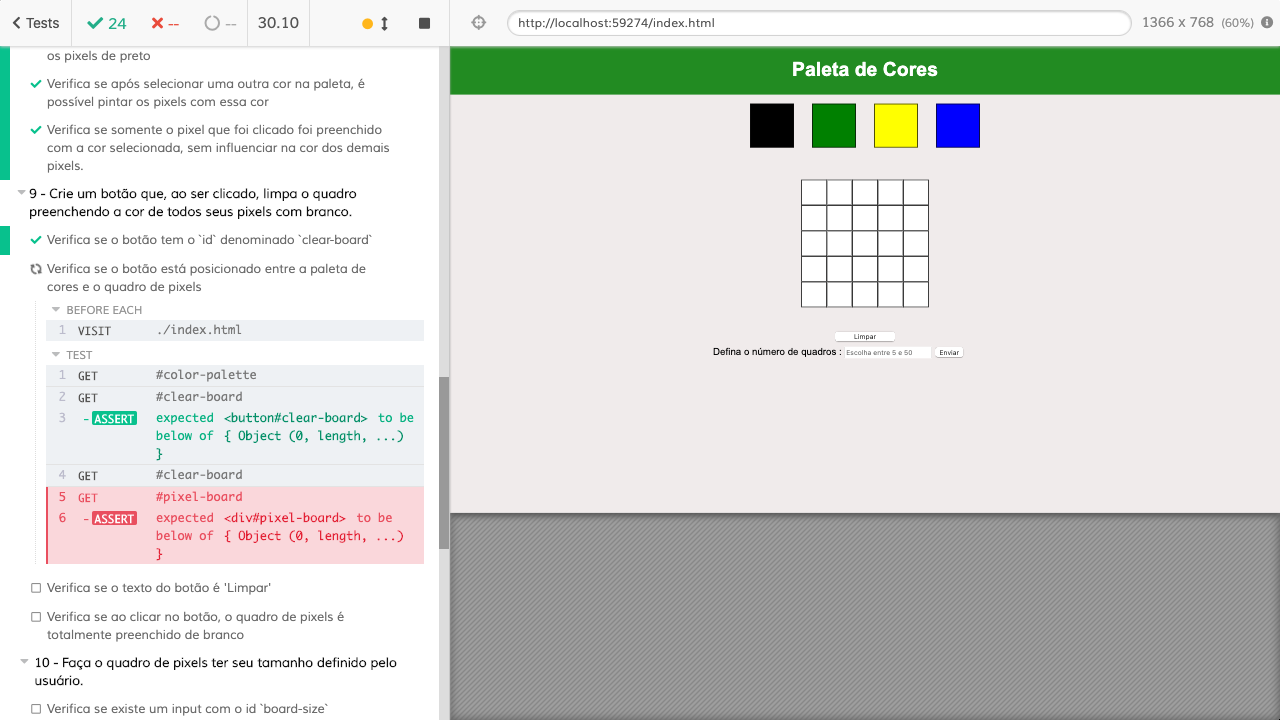 Tests
24
--
--
30.10
http://localhost:59274/index.html
1366 x 768 (60%)
os pixels de preto
Verifica se após selecionar uma outra cor na paleta, é
possível pintar os pixels com essa cor
Verifica se somente o pixel que foi clicado foi preenchido
com a cor selecionada, sem influenciar na cor dos demais
pixels.
9 - Crie um botão que, ao ser clicado, limpa o quadro
preenchendo a cor de todos seus pixels com branco.
Verifica se o botão tem o `id` denominado `clear-board`
Verifica se o botão está posicionado entre a paleta de
cores e o quadro de pixels
BEFORE EACH
1 VISIT ./index.html
TEST
1 GET #color-palette
2 GET #clear-board
3 -ASSERT expected <button#clear-board> to be
below of { Object (0, length, ...)
}
4 GET #clear-board
5 GET #pixel-board
6 -ASSERT expected <div#pixel-board> to be
below of { Object (0, length, ...)
}
Verifica se o texto do botão é 'Limpar'
Verifica se ao clicar no botão, o quadro de pixels é
totalmente preenchido de branco
10 - Faça o quadro de pixels ter seu tamanho definido pelo
usuário.
Verifica se existe um input com o id `board-size`
Paleta de Cores
Limpar
Defina o número de quadros : Escolha entre 5 e 50 Enviar